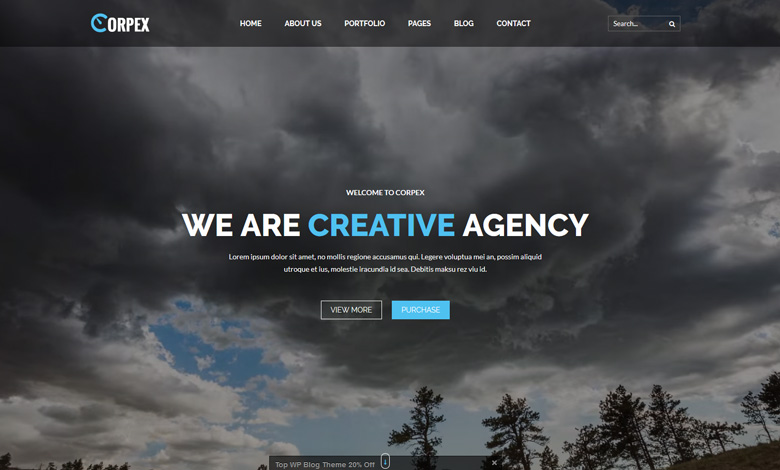 CORPEX
HOME ABOUT US PORTFOLIO PAGES BLOG CONTACT Search...
WELCOME TO CORPEX
WE ARE CREATIVE AGENCY
Lorem ipsum dolor sit amet, no mollis regione accusamus qui. Legere voluptua mei an, possim aliquid
utroque et ius, molestie iracundia id sea. Debitis maksu rez viu id.
VIEW MORE PURCHASE
Top WP Blog Theme 20% Off ×